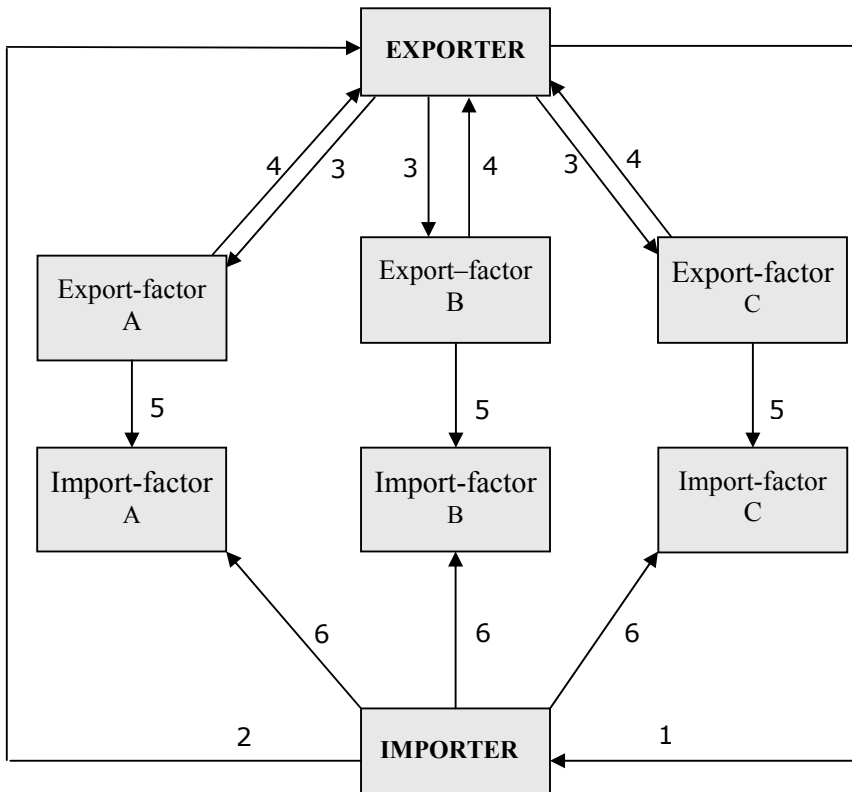 EXPORTER
4
3
3
4
3
4
Export-factor
A
Export–factor
B
Export-factor
C
5
5
5
Import-factor
A
Import-factor
B
Import-factor
C
6
6
6
2
IMPORTER
1